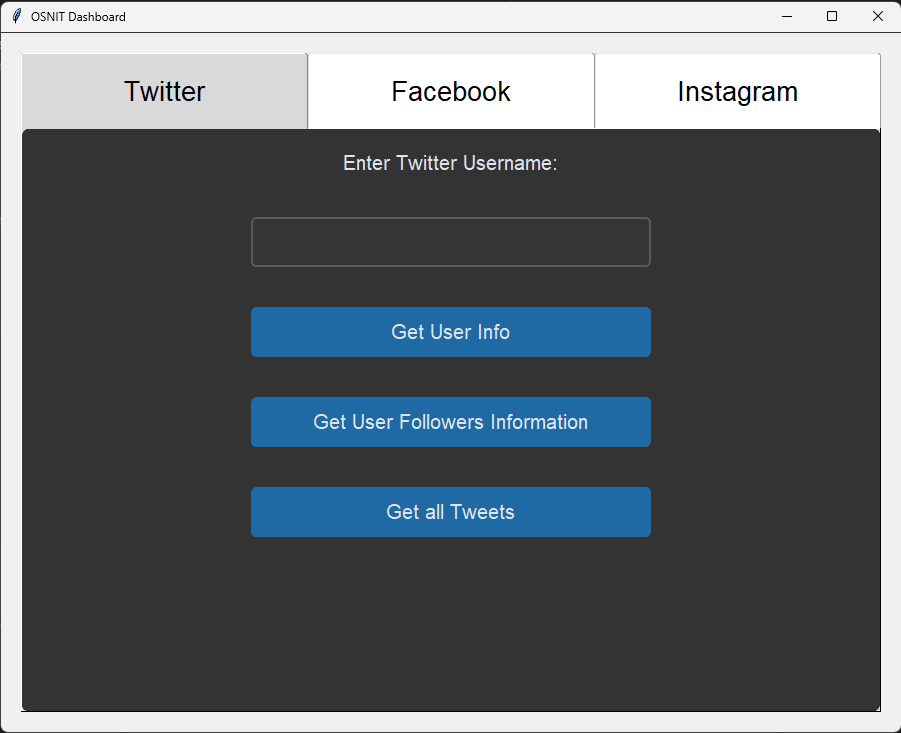 OSNIT Dashboard
Twitter
Facebook
Instagram
Enter Twitter Username:
Get User Info
Get User Followers Information
Get all Tweets